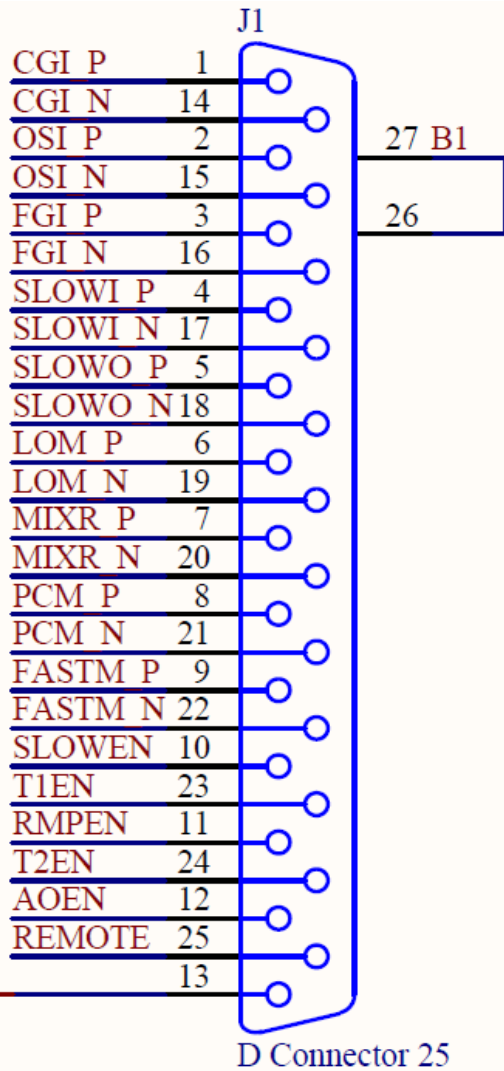 J1
CGI_P 1
CGI_N 14
OSI_P 2
27 B1
OSI_N 15
FGI_P 3
26
FGI_N 16
SLOWI_P 4
SLOWI_N 17
SLOWO_P 5
SLOWO_N 18
LOM_P 6
LOM_N 19
MIXR_P 7
MIXR_N 20
PCM_P 8
PCM_N 21
FASTM_P 9
FASTM_N 22
SLOWEN 10
T1EN 23
RMPEN 11
T2EN 24
AOEN 12
REMOTE 25
13
D Connector 25